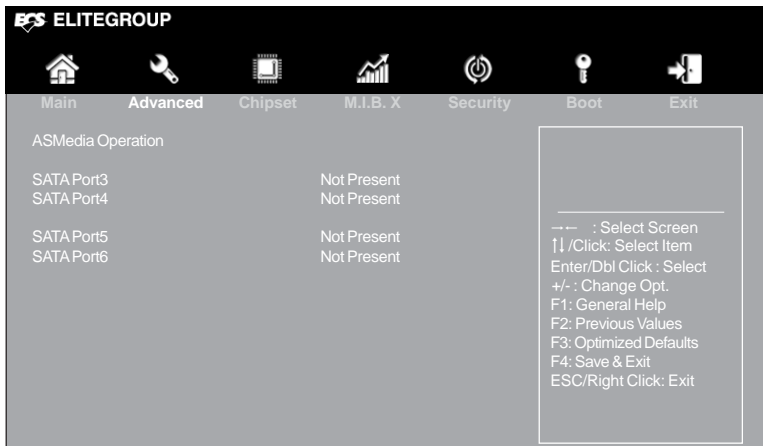 ECS ELITEGROUP
Main Advanced Chipset M.I.B. X Security Boot Exit
ASMedia Operation
SATA Port3 Not Present
SATA Port4 Not Present
SATA Port5 Not Present
SATA Port6 Not Present
→← : Select Screen
↑↓/Click: Select Item
Enter/Dbl Click : Select
+/- : Change Opt.
F1: General Help
F2: Previous Values
F3: Optimized Defaults
F4: Save & Exit
ESC/Right Click: Exit